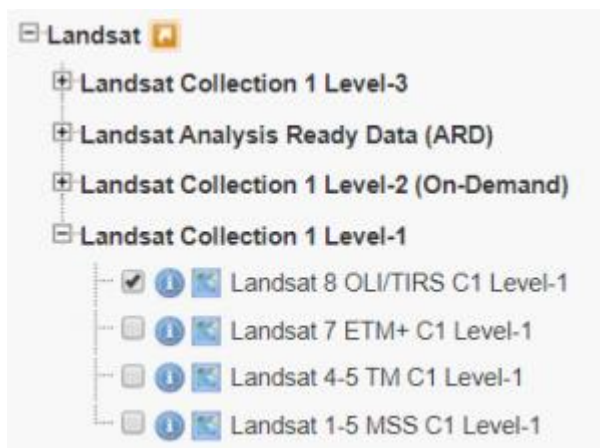 Landsat
Landsat Collection 1 Level-3
Landsat Analysis Ready Data (ARD)
Landsat Collection 1 Level-2 (On-Demand)
Landsat Collection 1 Level-1
Landsat 8 OLI/TIRS C1 Level-1
Landsat 7 ETM+ C1 Level-1
Landsat 4-5 TM C1 Level-1
Landsat 1-5 MSS C1 Level-1